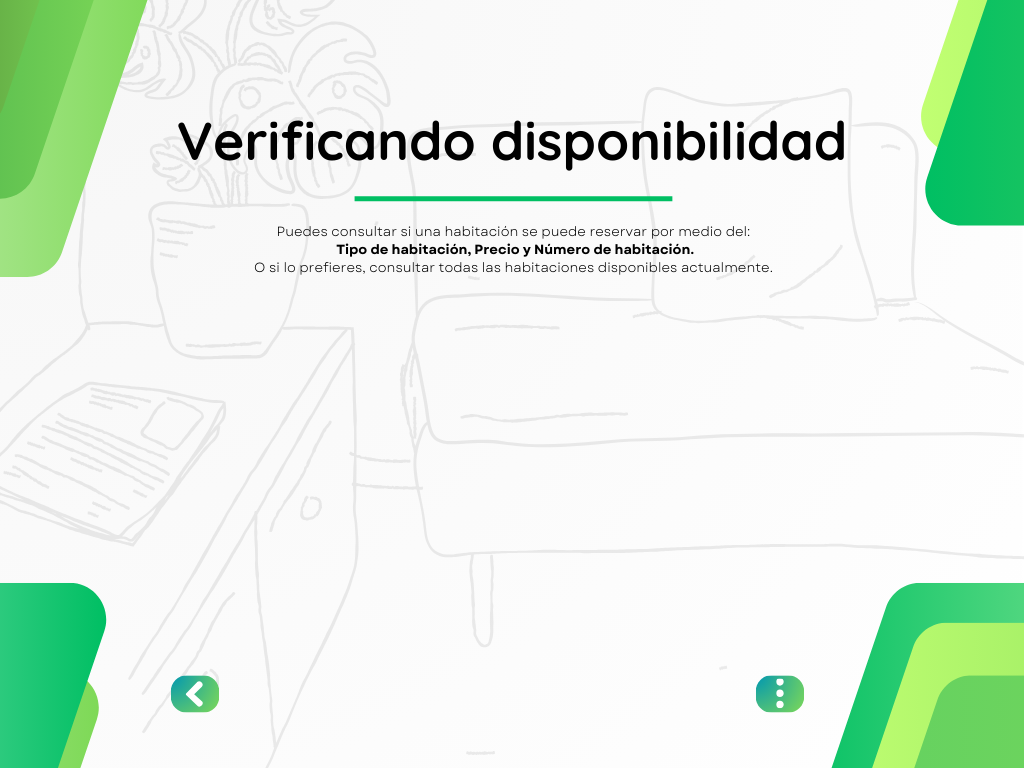 Verificando disponibilidad
Puedes consultar si una habitación se puede reservar por medio del:
Tipo de habitación, Precio y Número de habitación.
O si lo prefieres, consultar todas las habitaciones disponibles actualmente.